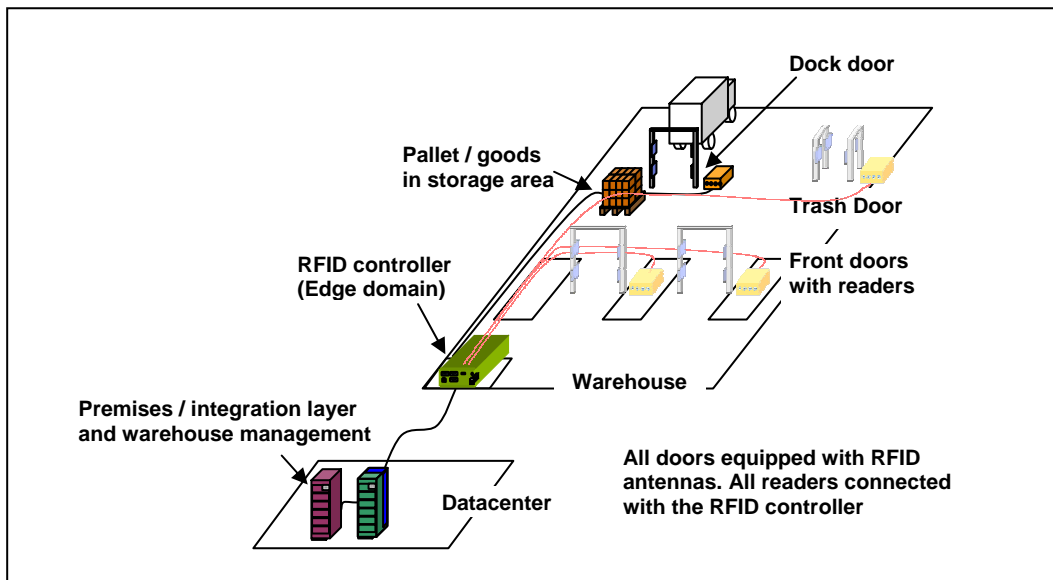 Dock door
Pallet / goods
in storage area
Trash Door
RFID controller
(Edge domain)
Front doors
with readers
Warehouse
Premises / integration layer
and warehouse management
Datacenter
All doors equipped with RFID
antennas. All readers connected
with the RFID controller